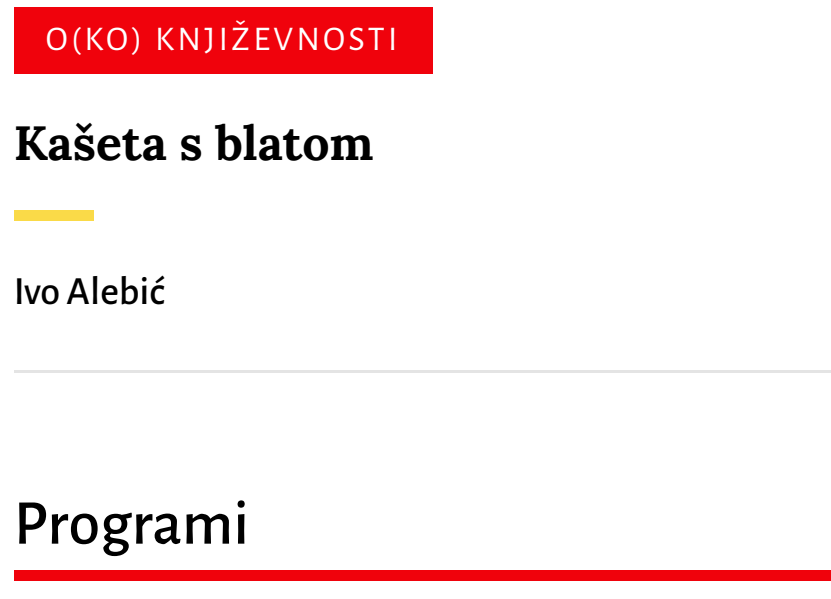 O(KO) KNJIŽEVNOSTI
Kašeta s blatom
Ivo Alebić
Programi